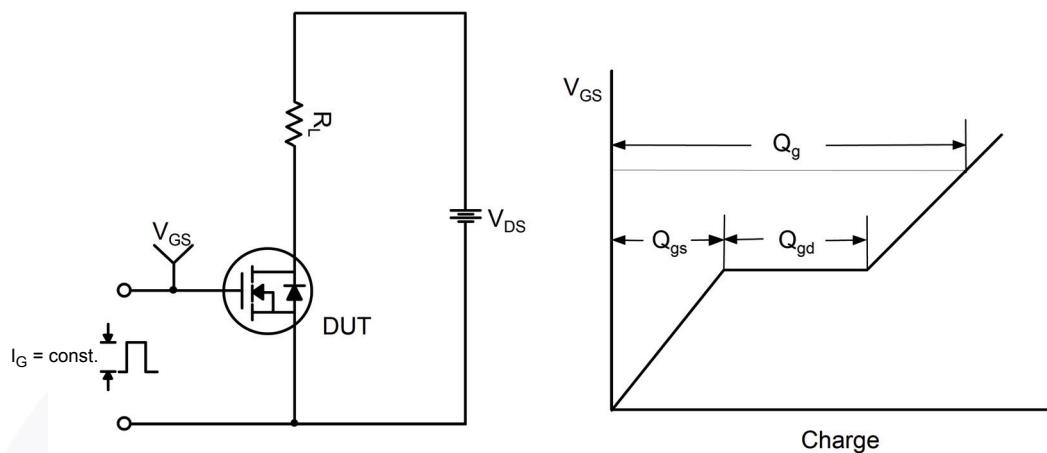 R_L
V_GS
V_DS
DUT
I_G = const.
V_GS
Q_g
Q_gs
Q_gd
Charge